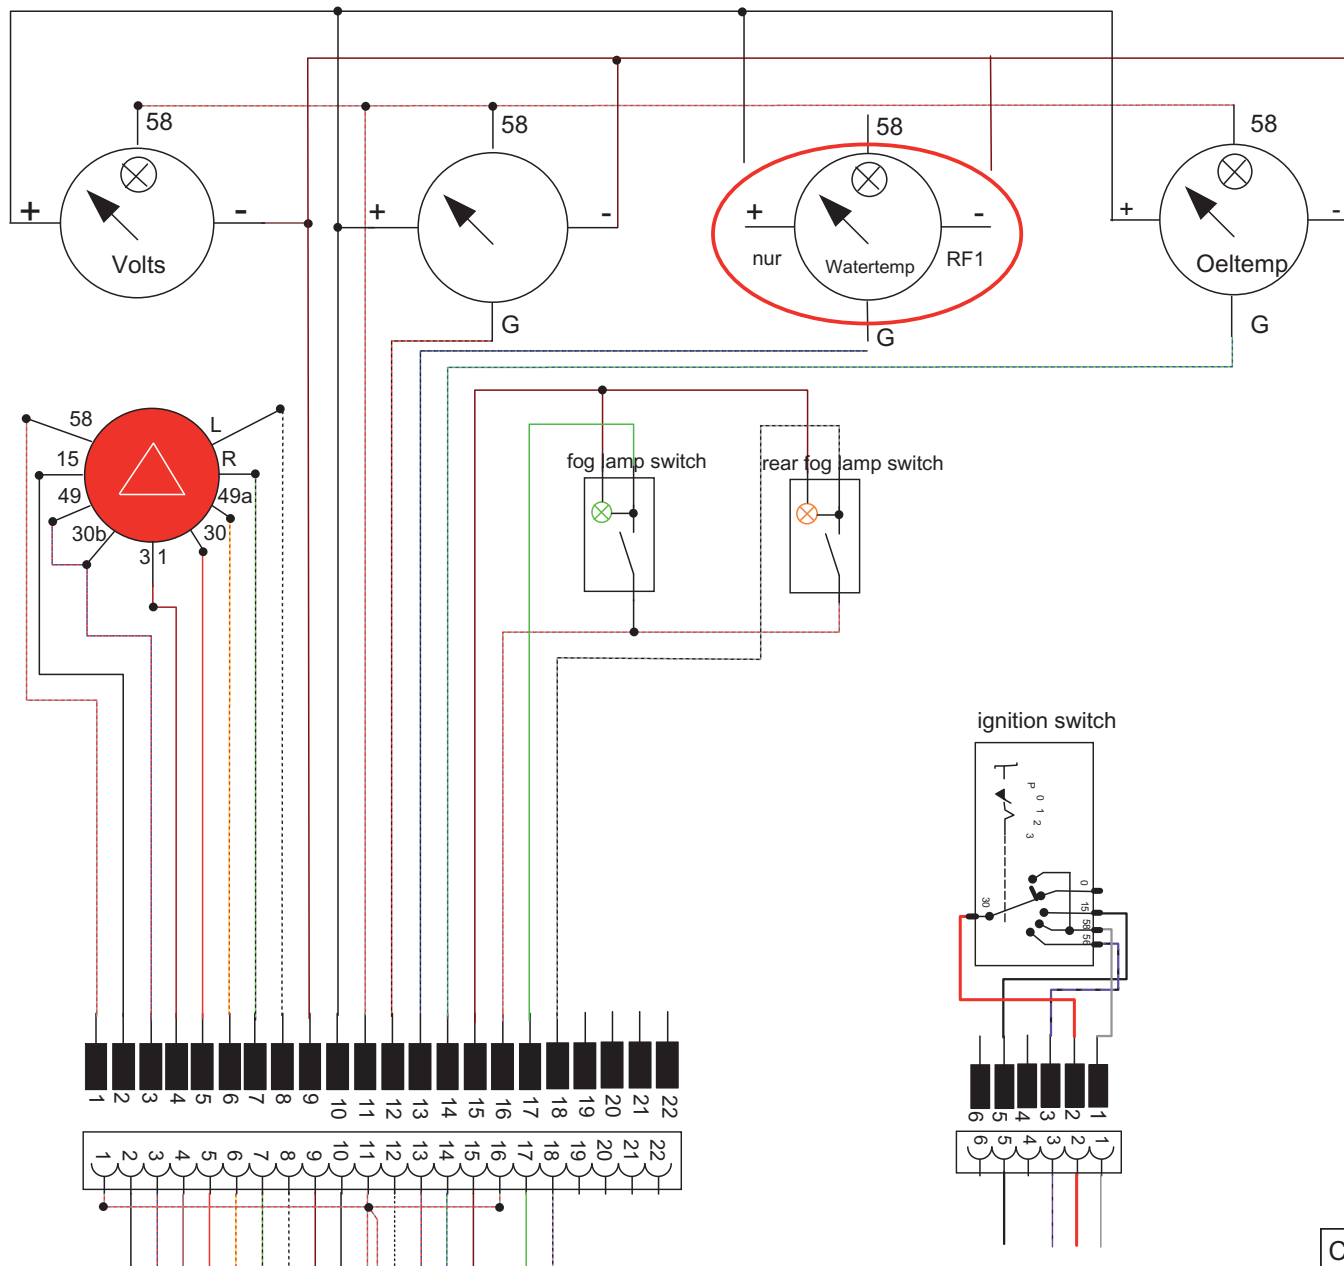 58
58
58
58
+ - + - + - + -
Volts
nur Watertemp RF1
Oeltemp
G
G
G
58 L
15 R
49 49a
30b 30
31
fog lamp switch
rear fog lamp switch
ignition switch
P 0 1 2 3
30
0
15
58
56
1 2 3 4 5 6 7 8 9 10 11 12 13 14 15 16 17 18 19 20 21 22
6 5 4 3 2 1
1 2 3 4 5 6 7 8 9 10 11 12 13 14 15 16 17 18 19 20 21 22
6 5 4 3 2 1